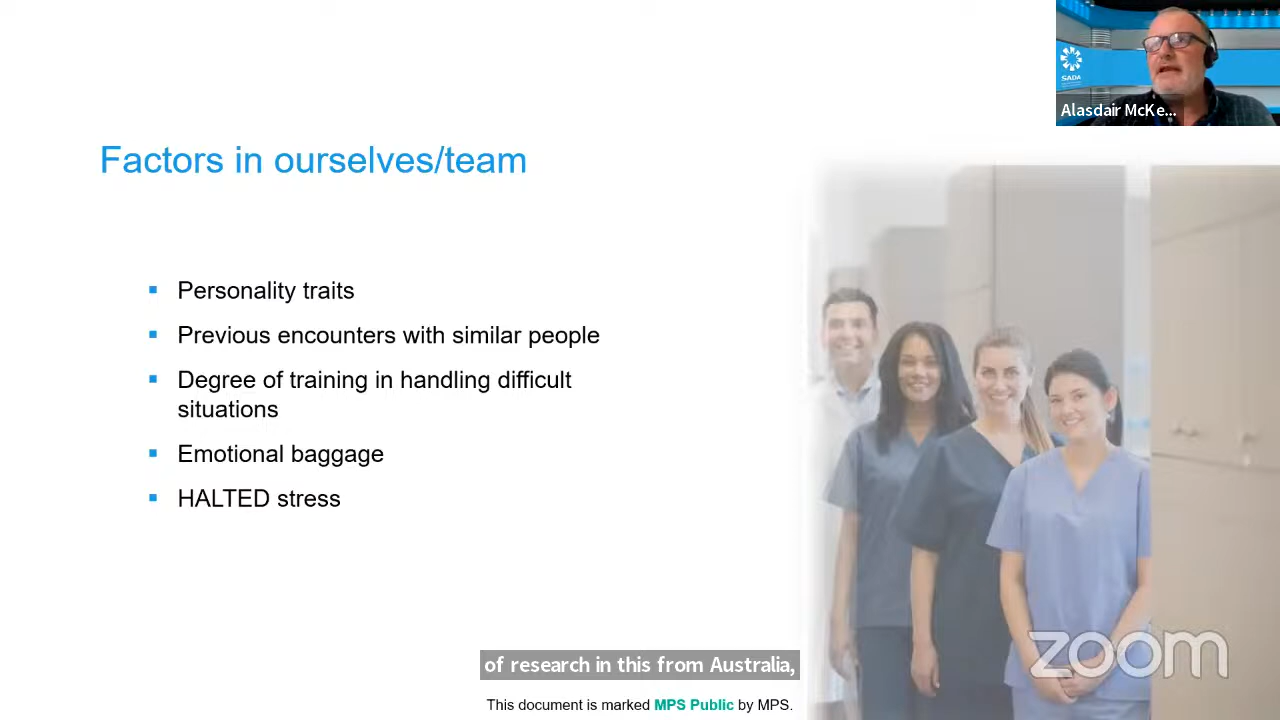 SADA
Alasdair McKe...
Factors in ourselves/team
Personality traits
Previous encounters with similar people
Degree of training in handling difficult
situations
Emotional baggage
HALTED stress
zoom
of research in this from Australia,
This document is marked MPS Public by MPS.